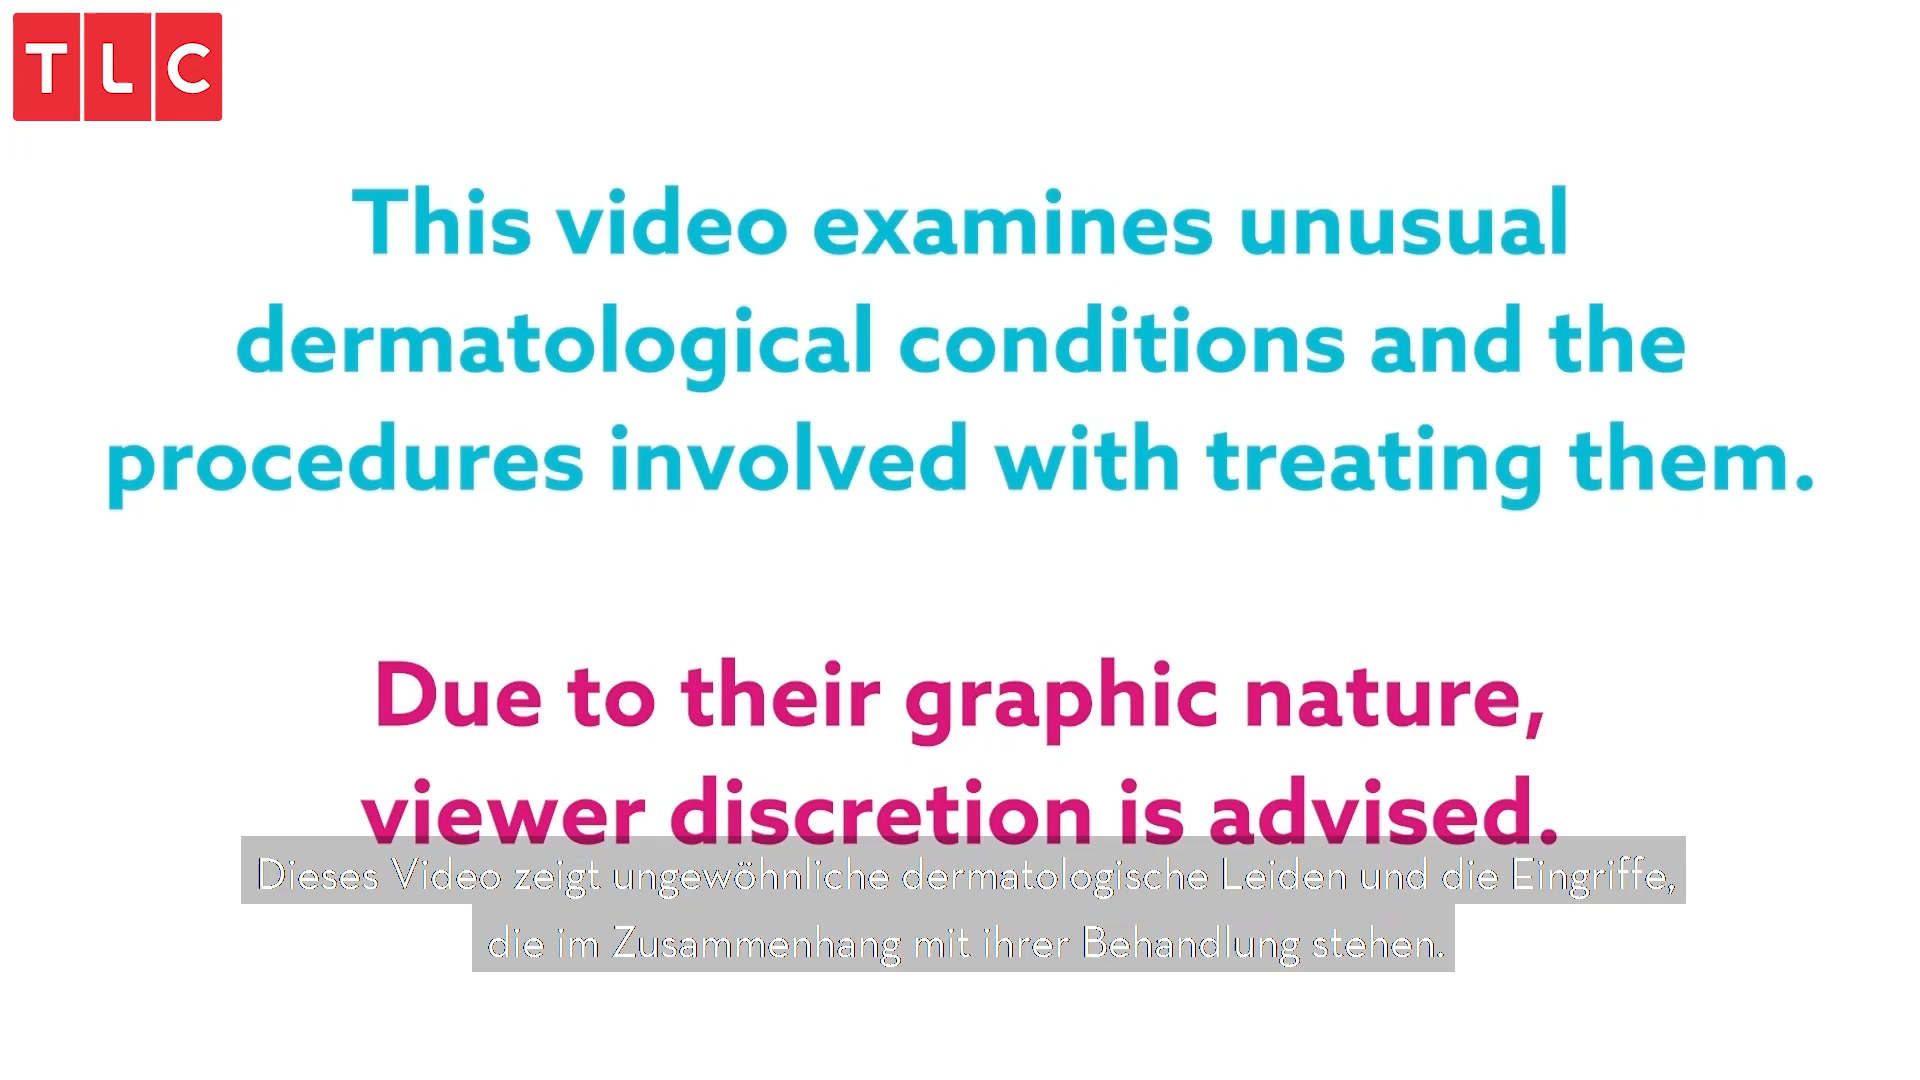 TLC
This video examines unusual
dermatological conditions and the
procedures involved with treating them.
Due to their graphic nature,
viewer discretion is advised.
Dieses Video zeigt ungewöhnliche dermatologische Leiden und die Eingriffe,
die im Zusammenhang mit ihrer Behandlung stehen.